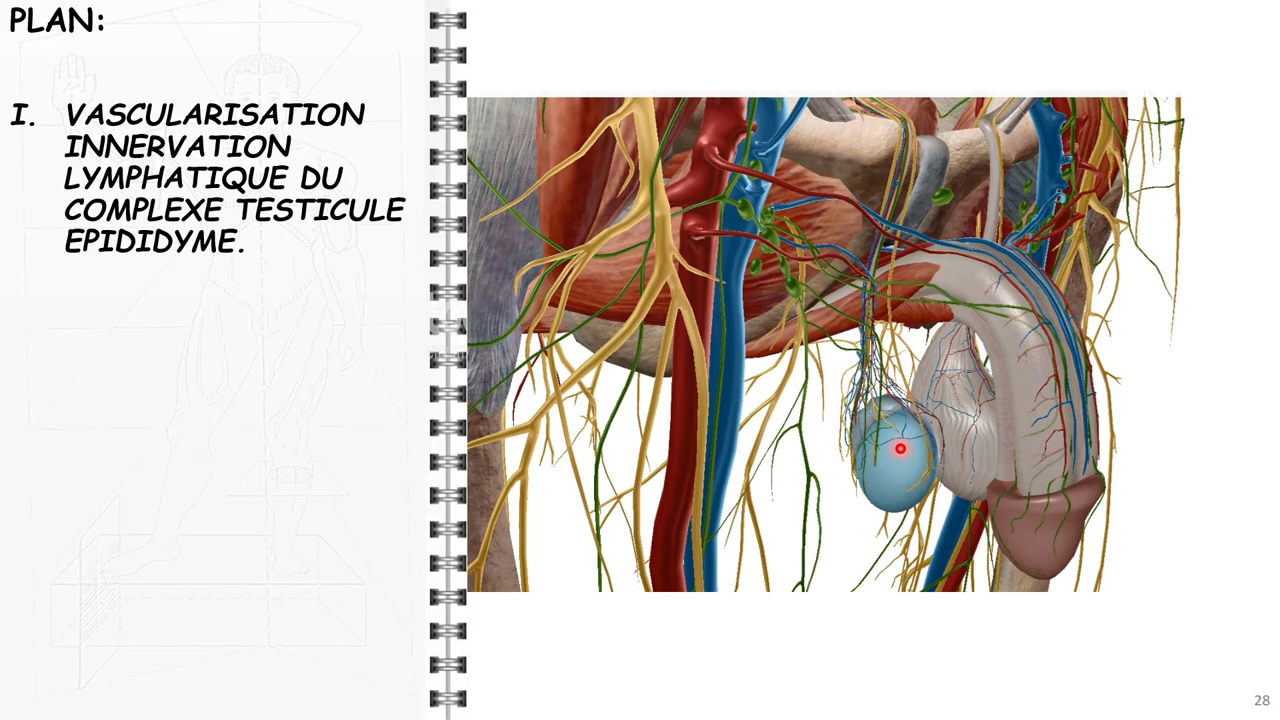 PLAN:
I. VASCULARISATION
INNERVATION
LYMPHATIQUE DU
COMPLEXE TESTICULE
EPIDIDYME.
28